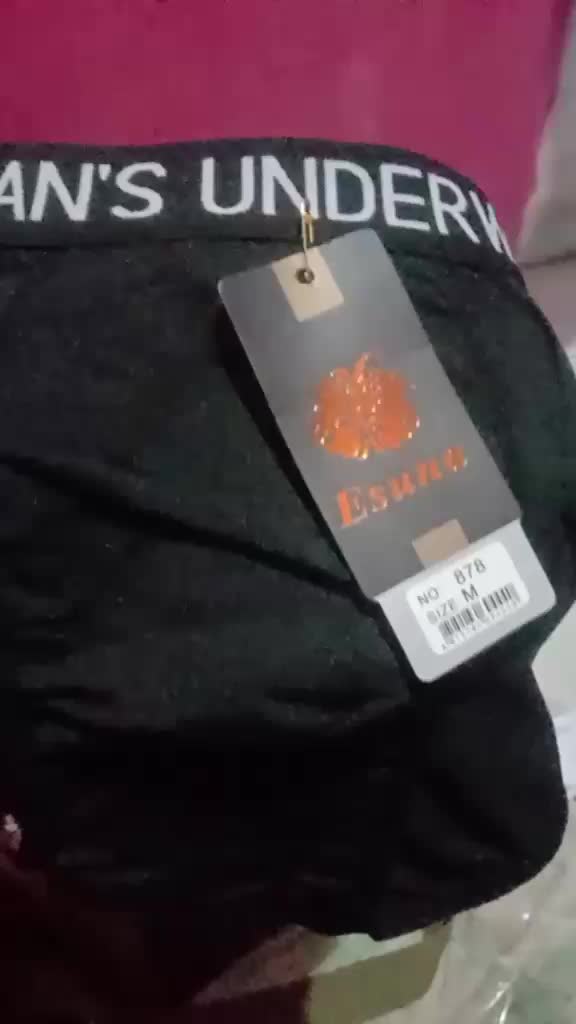 AN'S UNDERW
Esuno
NO 878
SIZE M